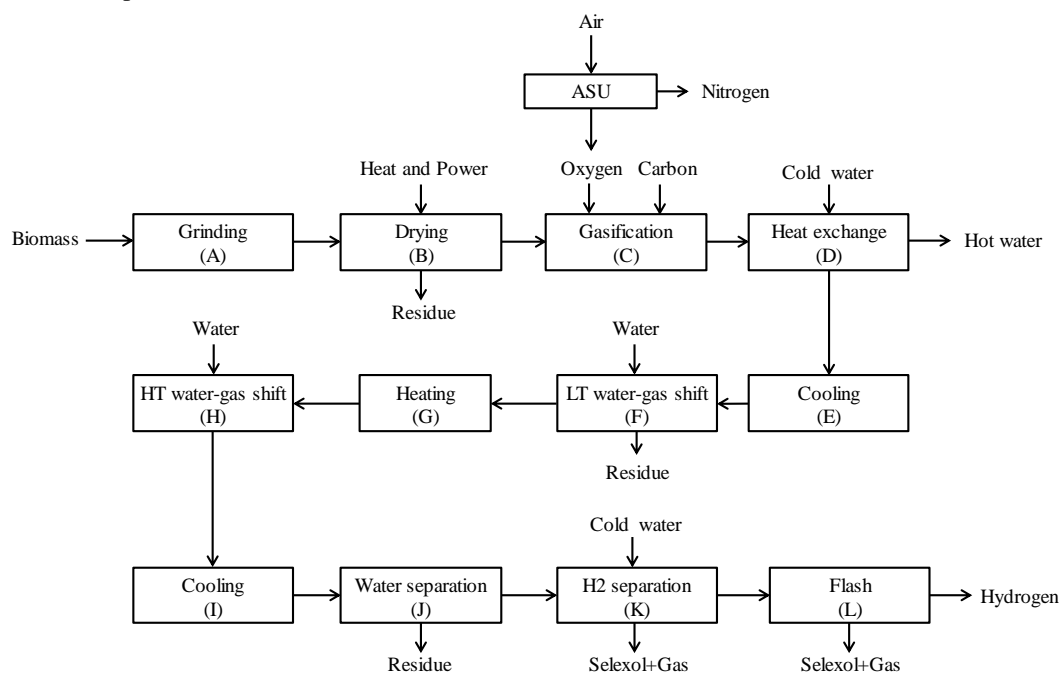 Air
ASU
Nitrogen
Heat and Power
Oxygen
Carbon
Cold water
Biomass
Grinding
(A)
Drying
(B)
Gasification
(C)
Heat exchange
(D)
Hot water
Residue
Water
Water
HT water-gas shift
(H)
Heating
(G)
LT water-gas shift
(F)
Cooling
(E)
Residue
Cold water
Cooling
(I)
Water separation
(J)
H2 separation
(K)
Flash
(L)
Hydrogen
Residue
Selexol+Gas
Selexol+Gas